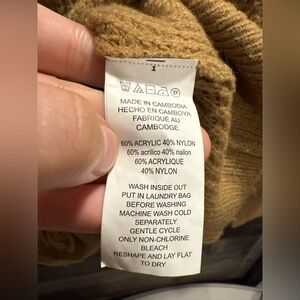 MADE IN CAMBODIA
HECHO EN CAMBOYA
FABRIQUÉ AU
CAMBODGE
60% ACRYLIC 40% NYLON
60% acrílico 40% nailon
60% ACRYLIQUE
40% NYLON
WASH INSIDE OUT
PUT IN LAUNDRY BAG
BEFORE WASHING
MACHINE WASH COLD
SEPARATELY
GENTLE CYCLE
ONLY NON-CHLORINE
BLEACH
RESHAPE AND LAY FLAT
TO DRY